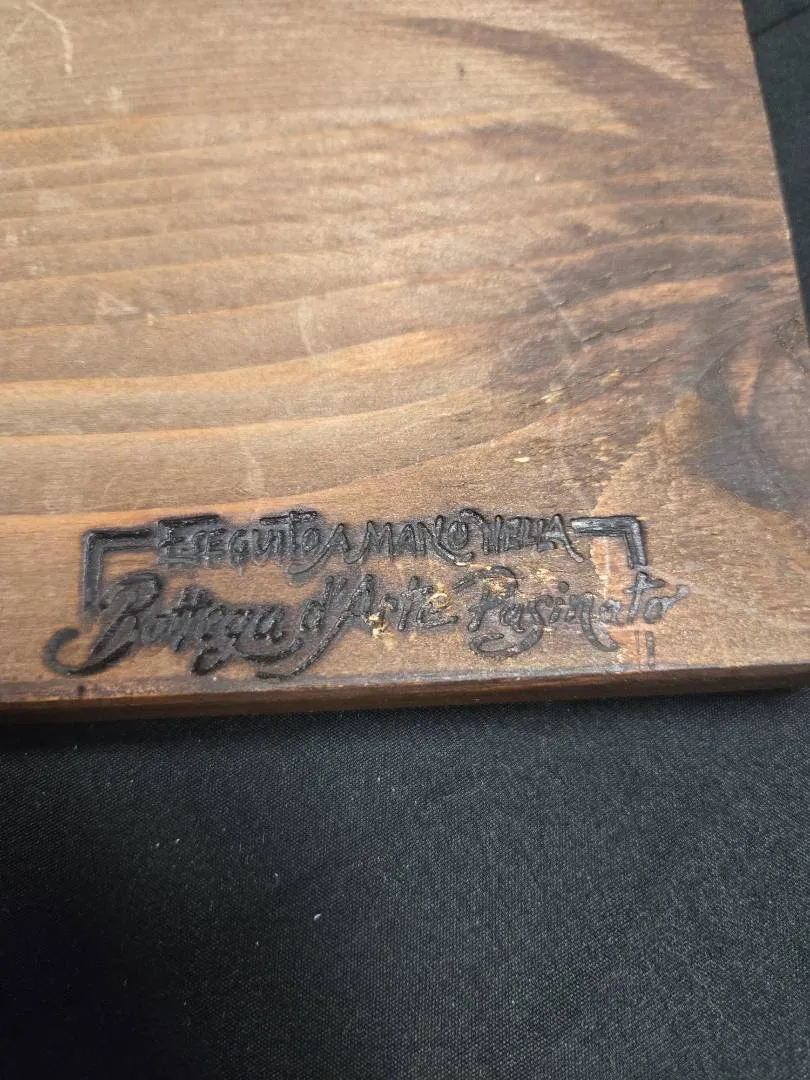 ESEGUITO A MANO NELLA
Bottega d'Arte Pasinato